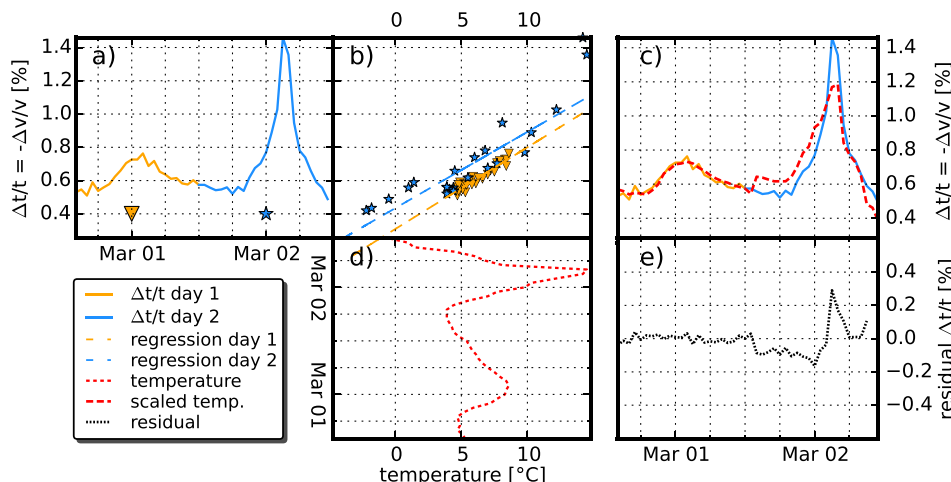 0 5 10
a) b) c)
1.4
1.2
1.0
0.8
0.6
0.4
Δt/t = -Δv/v [%]
Mar 01 Mar 02
1.4
1.2
1.0
0.8
0.6
0.4
Δt/t = -Δv/v [%]
d) e)
Mar 02
Mar 01
0 5 10
temperature [°C]
0.4
0.2
0.0
−0.2
−0.4
residual Δt/t [%]
Mar 01 Mar 02
Δt/t day 1
Δt/t day 2
regression day 1
regression day 2
temperature
scaled temp.
residual